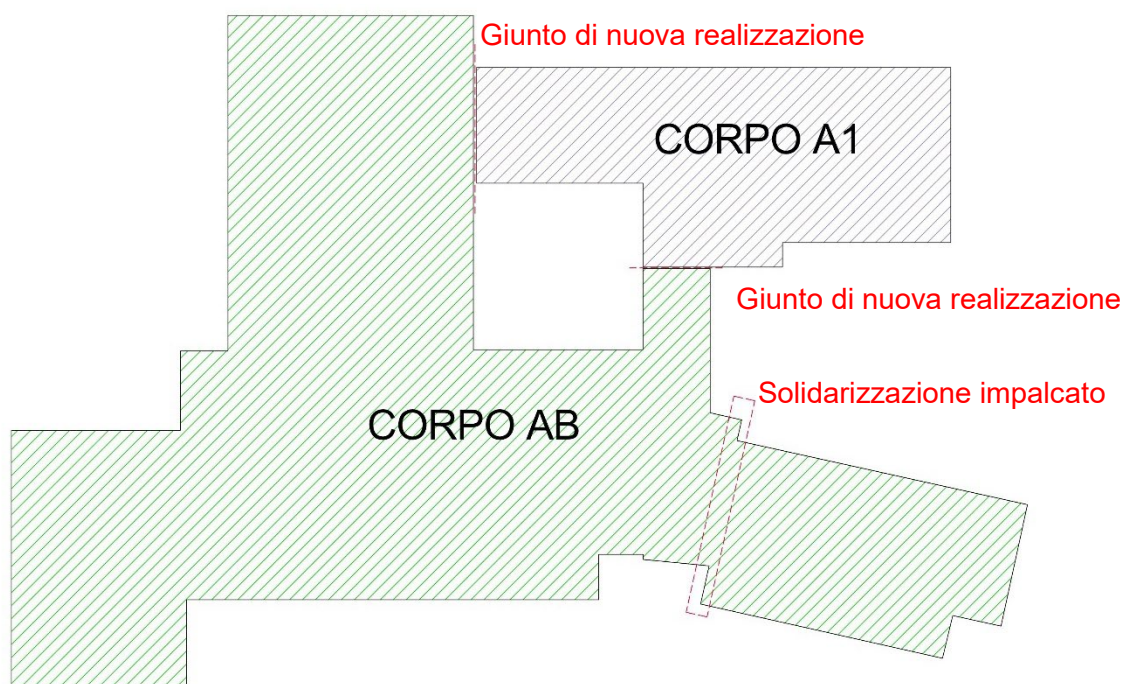 Giunto di nuova realizzazione
CORPO A1
Giunto di nuova realizzazione
Solidarizzazione impalcato
CORPO AB